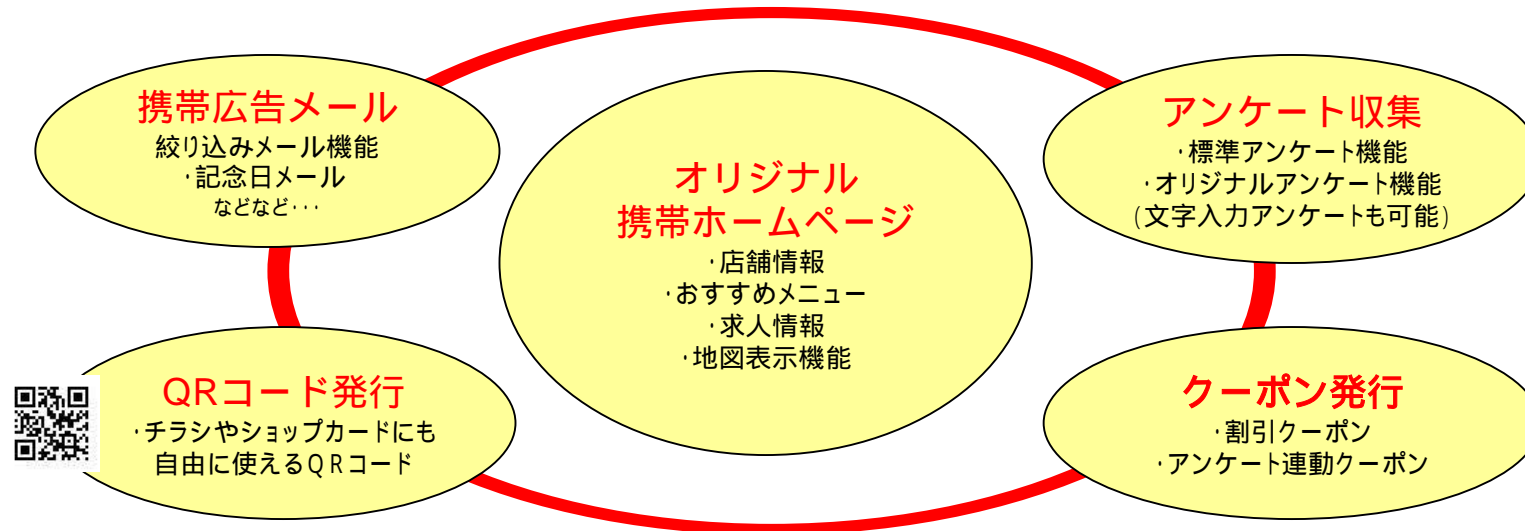 携帯広告メール
絞り込みメール機能
・記念日メール
などなど・・・
オリジナル
携帯ホームページ
・店舗情報
・おすすめメニュー
・求人情報
・地図表示機能
アンケート収集
・標準アンケート機能
・オリジナルアンケート機能
(文字入力アンケートも可能)
QRコード発行
・チラシやショップカードにも
自由に使えるQRコード
クーポン発行
・割引クーポン
・アンケート連動クーポン